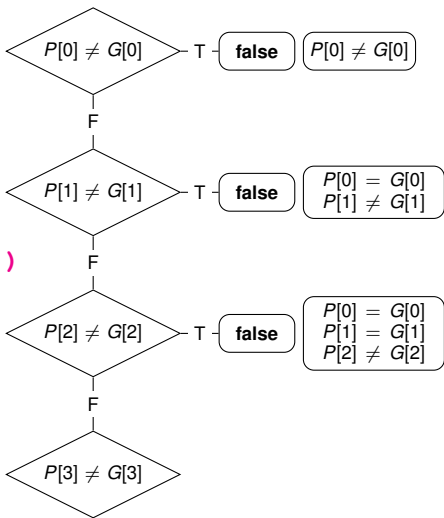 P[0] ≠ G[0] T false P[0] ≠ G[0]
F
P[1] ≠ G[1] T false P[0] = G[0]
P[1] ≠ G[1]
)
F
P[2] ≠ G[2] T false P[0] = G[0]
P[1] = G[1]
P[2] ≠ G[2]
F
P[3] ≠ G[3]